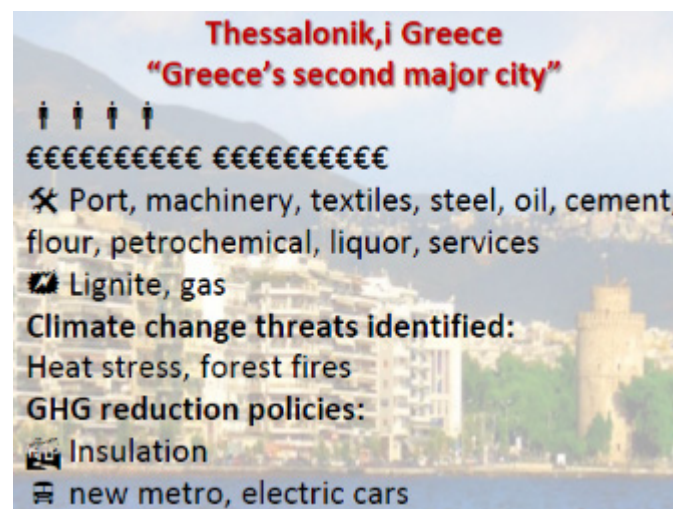 Thessalonik,i Greece
“Greece’s second major city”
€€€€€€€€€€ €€€€€€€€€€
Port, machinery, textiles, steel, oil, cement,
flour, petrochemical, liquor, services
Lignite, gas
Climate change threats identified:
Heat stress, forest fires
GHG reduction policies:
Insulation
new metro, electric cars